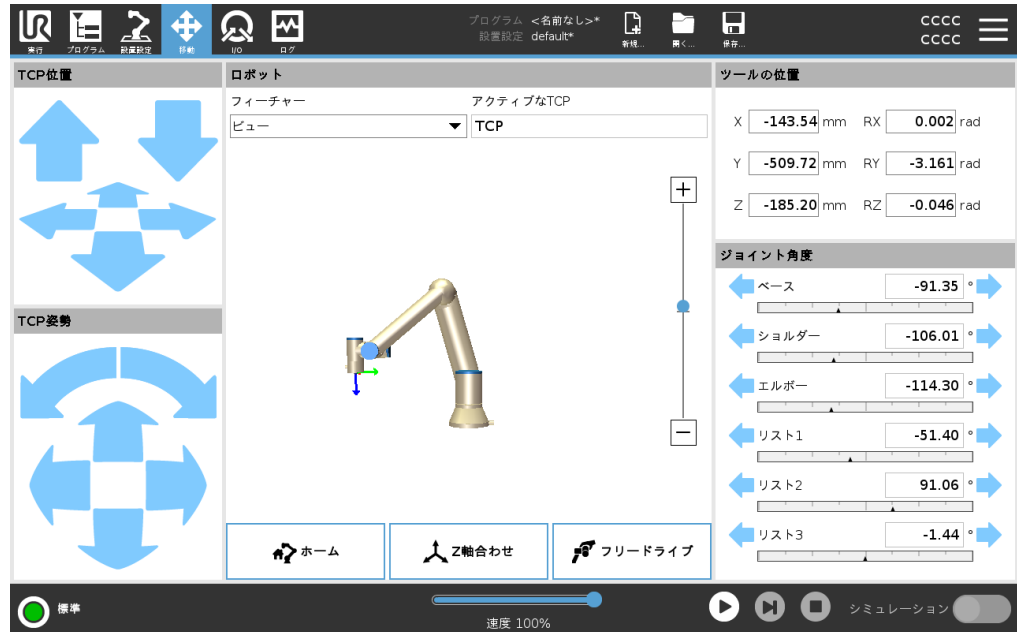 UR
実行
プログラム
設置設定
移動
I/O
ログ
プログラム <名前なし>*
設置設定 default*
新規...
開く...
保存...
CCCC
CCCC
TCP位置
TCP姿勢
ロボット
フィーチャー
アクティブなTCP
ビュー
TCP
ホーム
Z軸合わせ
フリードライブ
ツールの位置
X -143.54 mm RX 0.002 rad
Y -509.72 mm RY -3.161 rad
Z -185.20 mm RZ -0.046 rad
ジョイント角度
ベース -91.35 °
ショルダー -106.01 °
エルボー -114.30 °
リスト1 -51.40 °
リスト2 91.06 °
リスト3 -1.44 °
標準
速度 100%
シミュレーション